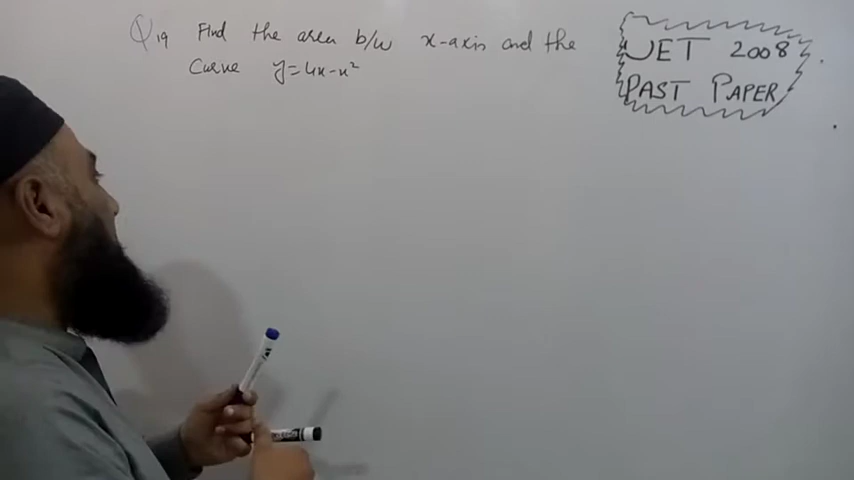 Q19 Find the area b/w x-axis and the
Curve y=4x-x²
UET 2008
PAST PAPER